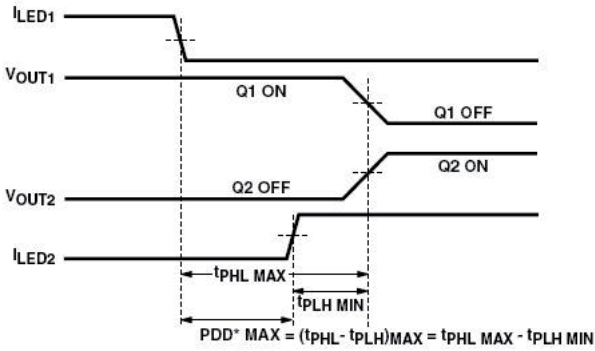 ILED1
VOUT1
Q1 ON
Q1 OFF
Q2 ON
Q2 OFF
VOUT2
ILED2
tPHL MAX
tPLH MIN
PDD* MAX = (tPHL- tPLH)MAX = tPHL MAX - tPLH MIN